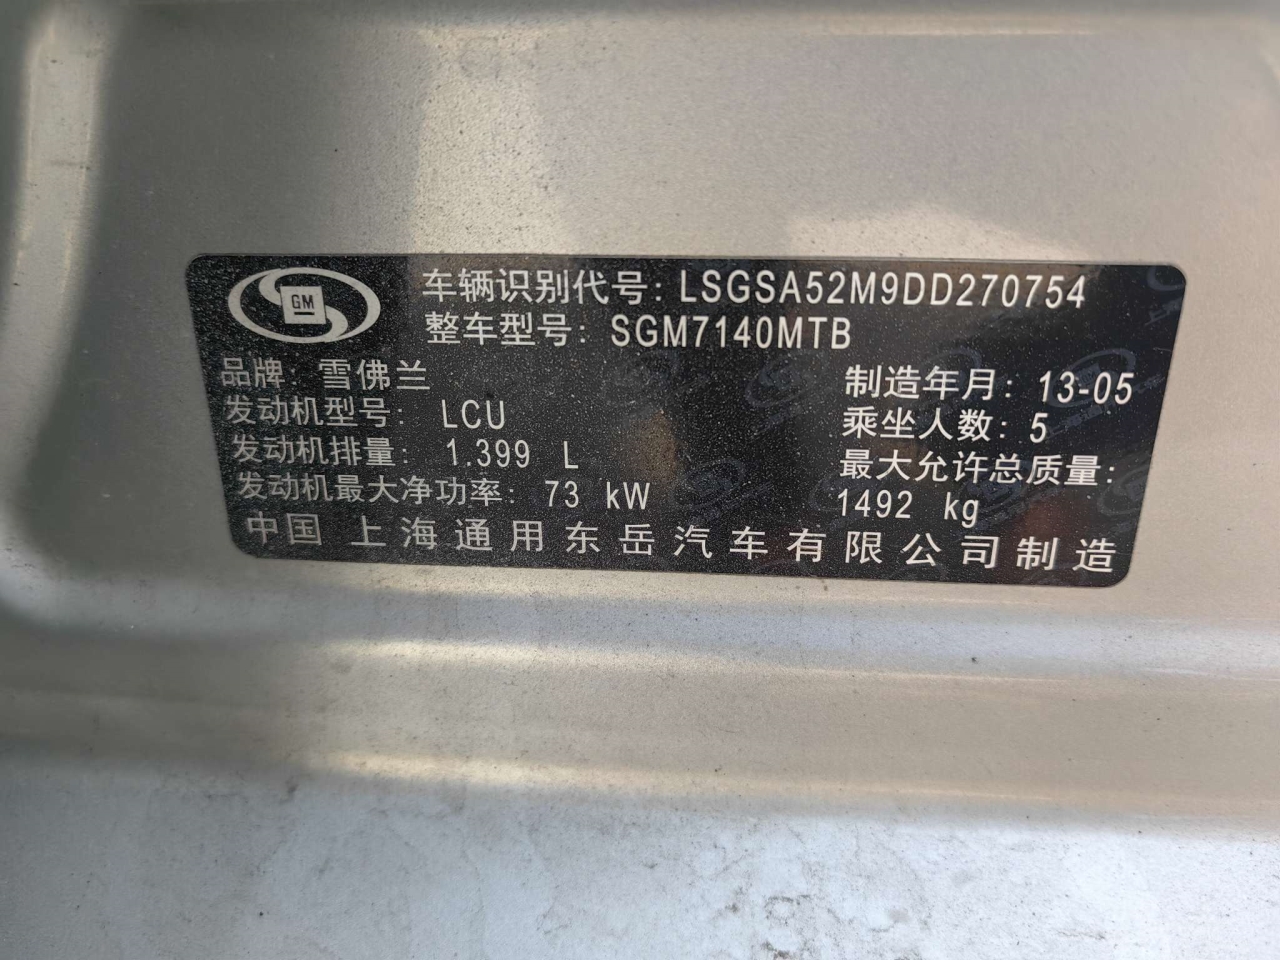 GM
车辆识别代号: LSGSA52M9DD270754
整车型号: SGM7140MTB
品牌: 雪佛兰
制造年月: 13-05
发动机型号: LCU
乘坐人数: 5
发动机排量: 1.399 L
最大允许总质量:
1492 kg
发动机最大净功率: 73 kW
中国 上海通用东岳汽车有限公司制造